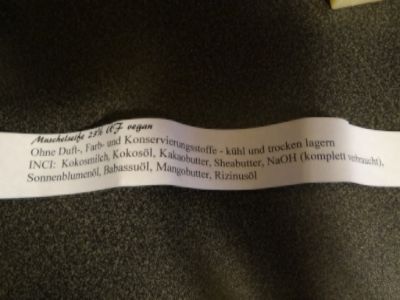 Muschelseife 23% ÜF vegan
Ohne Duft-, Farb- und Konservierungsstoffe - kühl und trocken lagern
INCI: Kokosmilch, Kokosöl, Kakaobutter, Sheabutter, NaOH (komplett verbraucht),
Sonnenblumenöl, Babassuöl, Mangobutter, Rizinusöl